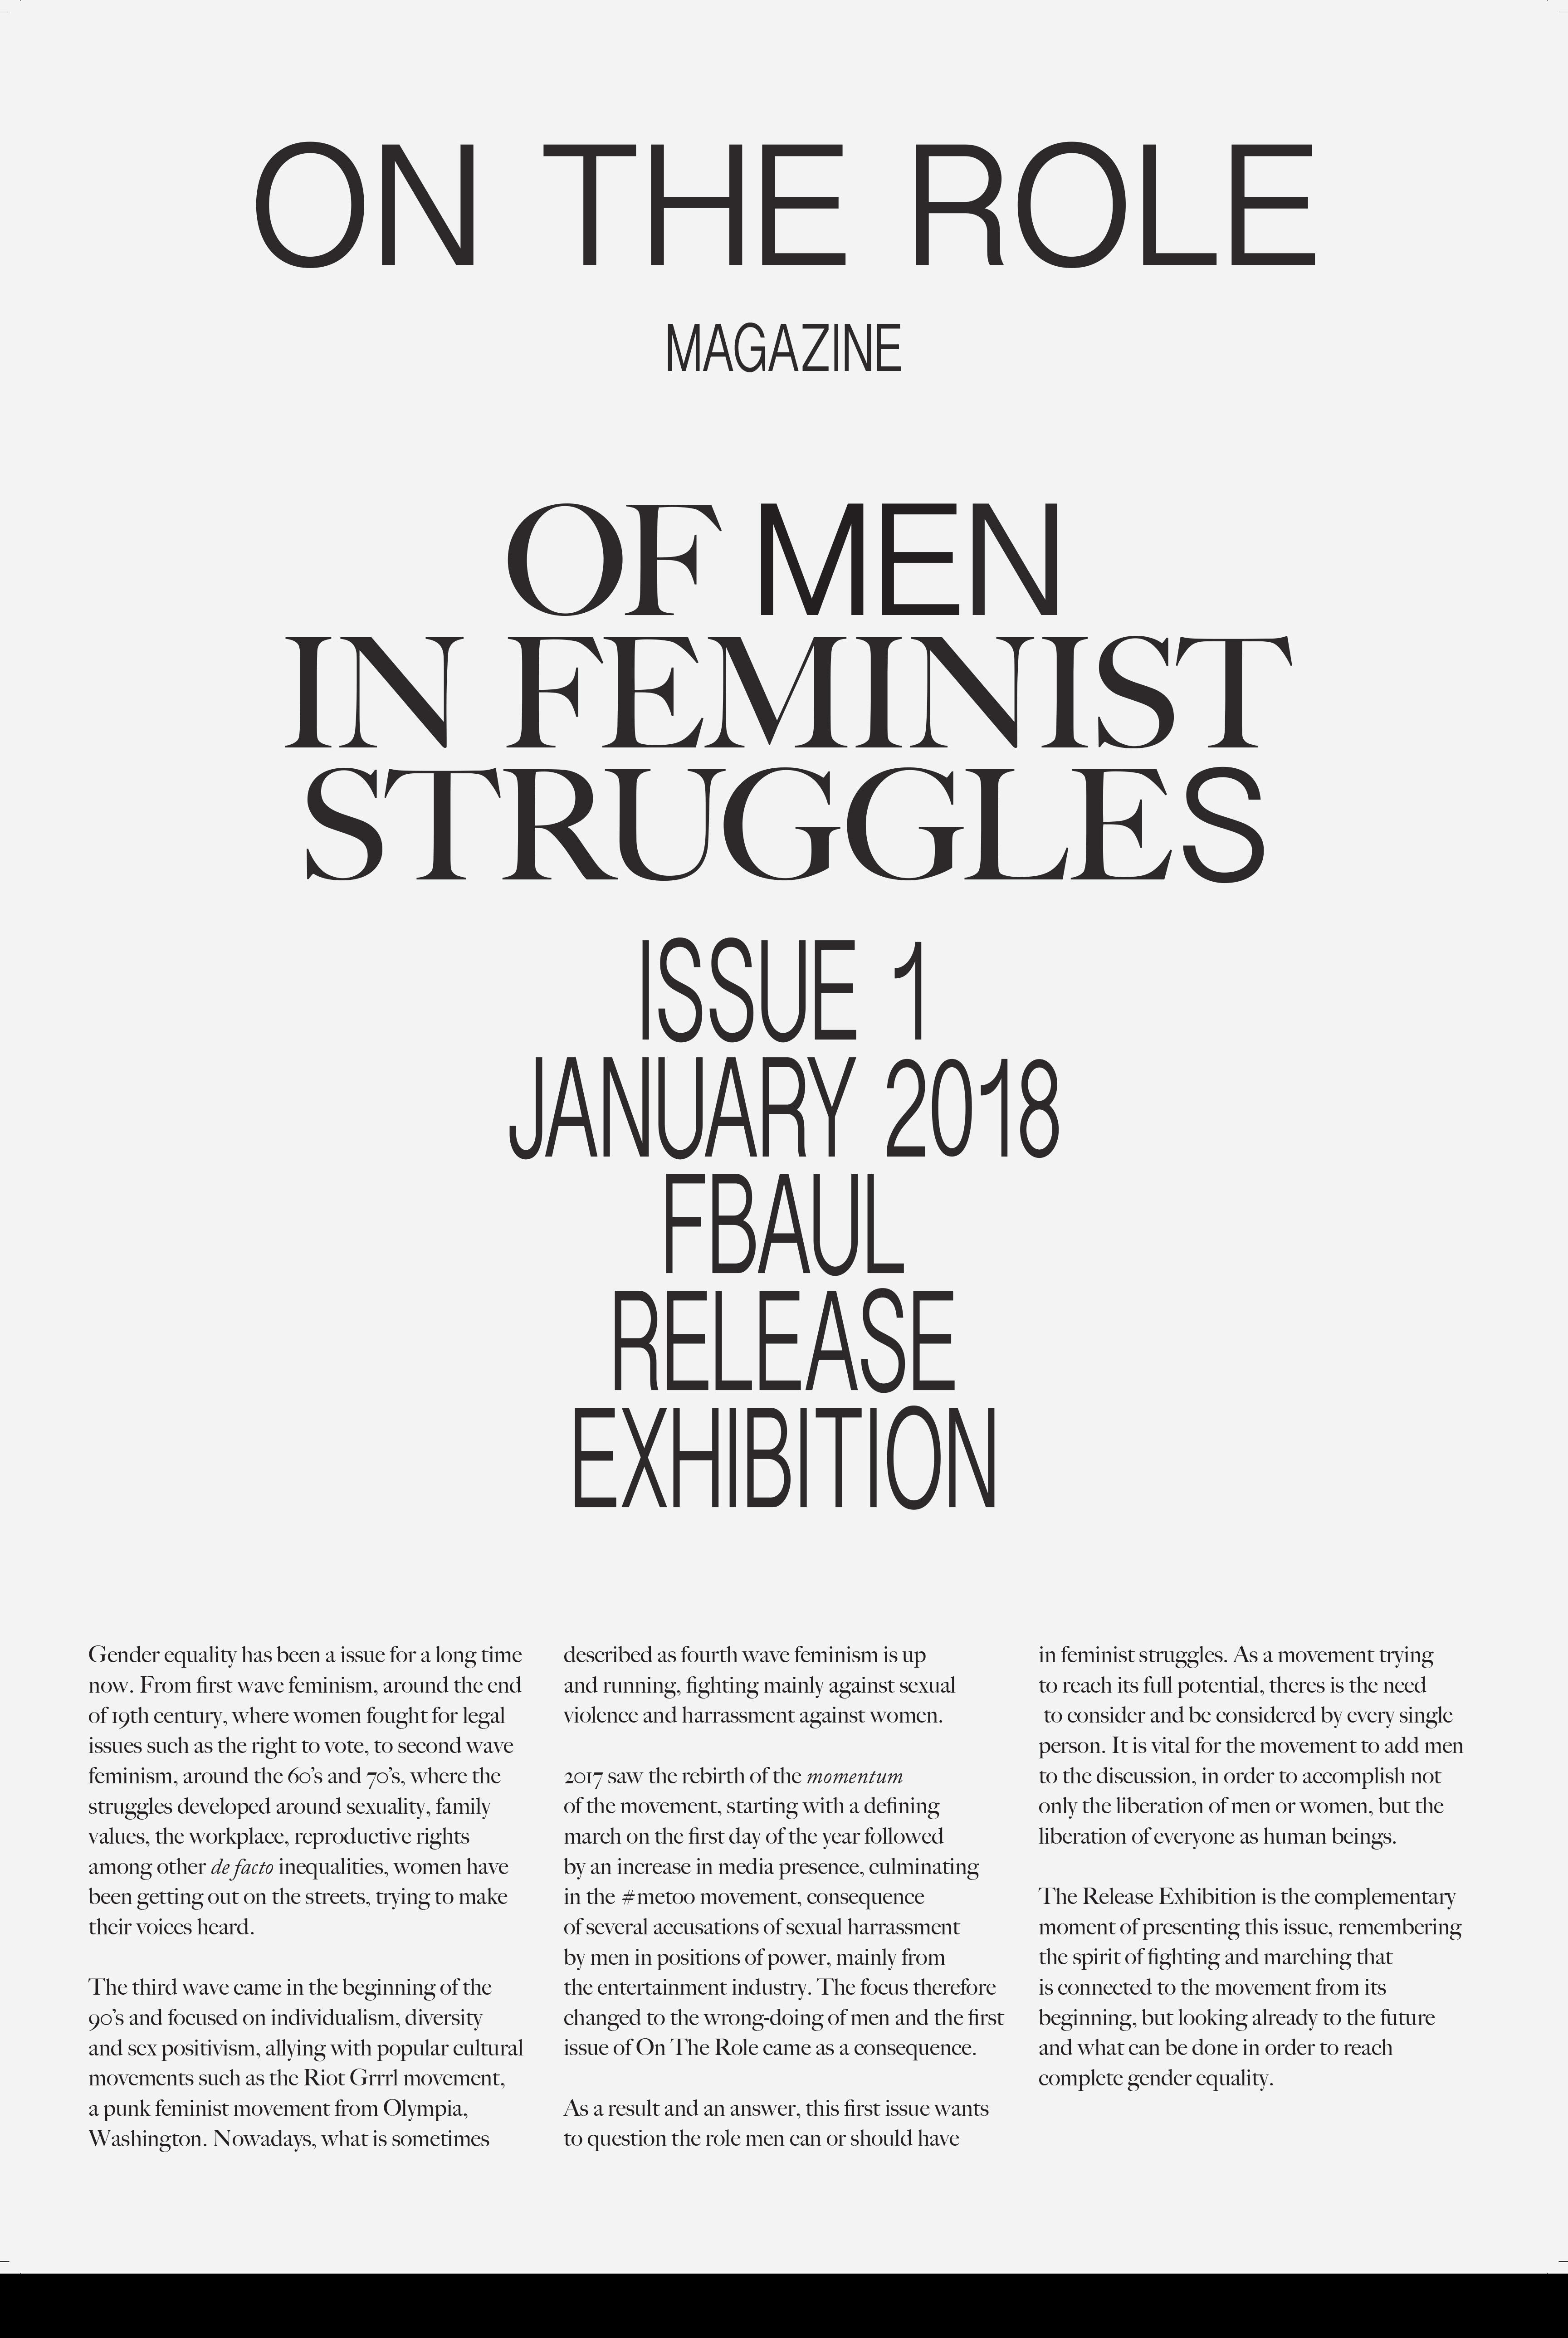 ON THE ROLE
MAGAZINE
OF MEN
IN FEMINIST
STRUGGLES
ISSUE 1
JANUARY 2018
FBAUL
RELEASE
EXHIBITION
Gender equality has been a issue for a long time
now. From first wave feminism, around the end
of 19th century, where women fought for legal
issues such as the right to vote, to second wave
feminism, around the 60's and 70's, where the
struggles developed around sexuality, family
values, the workplace, reproductive rights
among other de facto inequalities, women have
been getting out on the streets, trying to make
their voices heard.
The third wave came in the beginning of the
90's and focused on individualism, diversity
and sex positivism, allying with popular cultural
movements such as the Riot Grrrl movement,
a punk feminist movement from Olympia,
Washington. Nowadays, what is sometimes
described as fourth wave feminism is up
and running, fighting mainly against sexual
violence and harrassment against women.
2017 saw the rebirth of the momentum
of the movement, starting with a defining
march on the first day of the year followed
by an increase in media presence, culminating
in the #metoo movement, consequence
of several accusations of sexual harrassment
by men in positions of power, mainly from
the entertainment industry. The focus therefore
changed to the wrong-doing of men and the first
issue of On The Role came as a consequence.
As a result and an answer, this first issue wants
to question the role men can or should have
in feminist struggles. As a movement trying
to reach its full potential, theres is the need
to consider and be considered by every single
person. It is vital for the movement to add men
to the discussion, in order to accomplish not
only the liberation of men or women, but the
liberation of everyone as human beings.
The Release Exhibition is the complementary
moment of presenting this issue, remembering
the spirit of fighting and marching that
is connected to the movement from its
beginning, but looking already to the future
and what can be done in order to reach
complete gender equality.